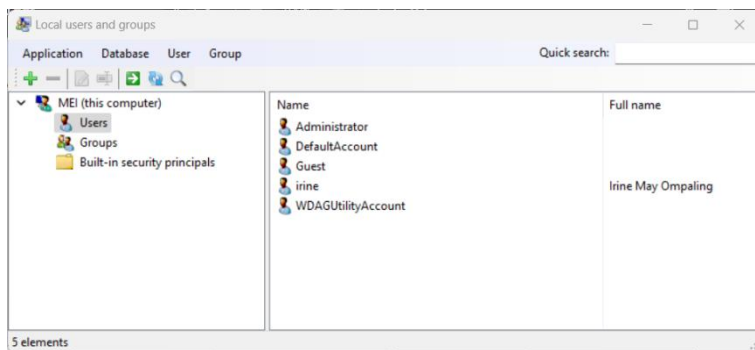 Local users and groups
Application Database User Group Quick search:
MEI (this computer)
Users
Groups
Built-in security principals
Name Full name
Administrator
DefaultAccount
Guest
irine Irine May Ompaling
WDAGUtilityAccount
5 elements